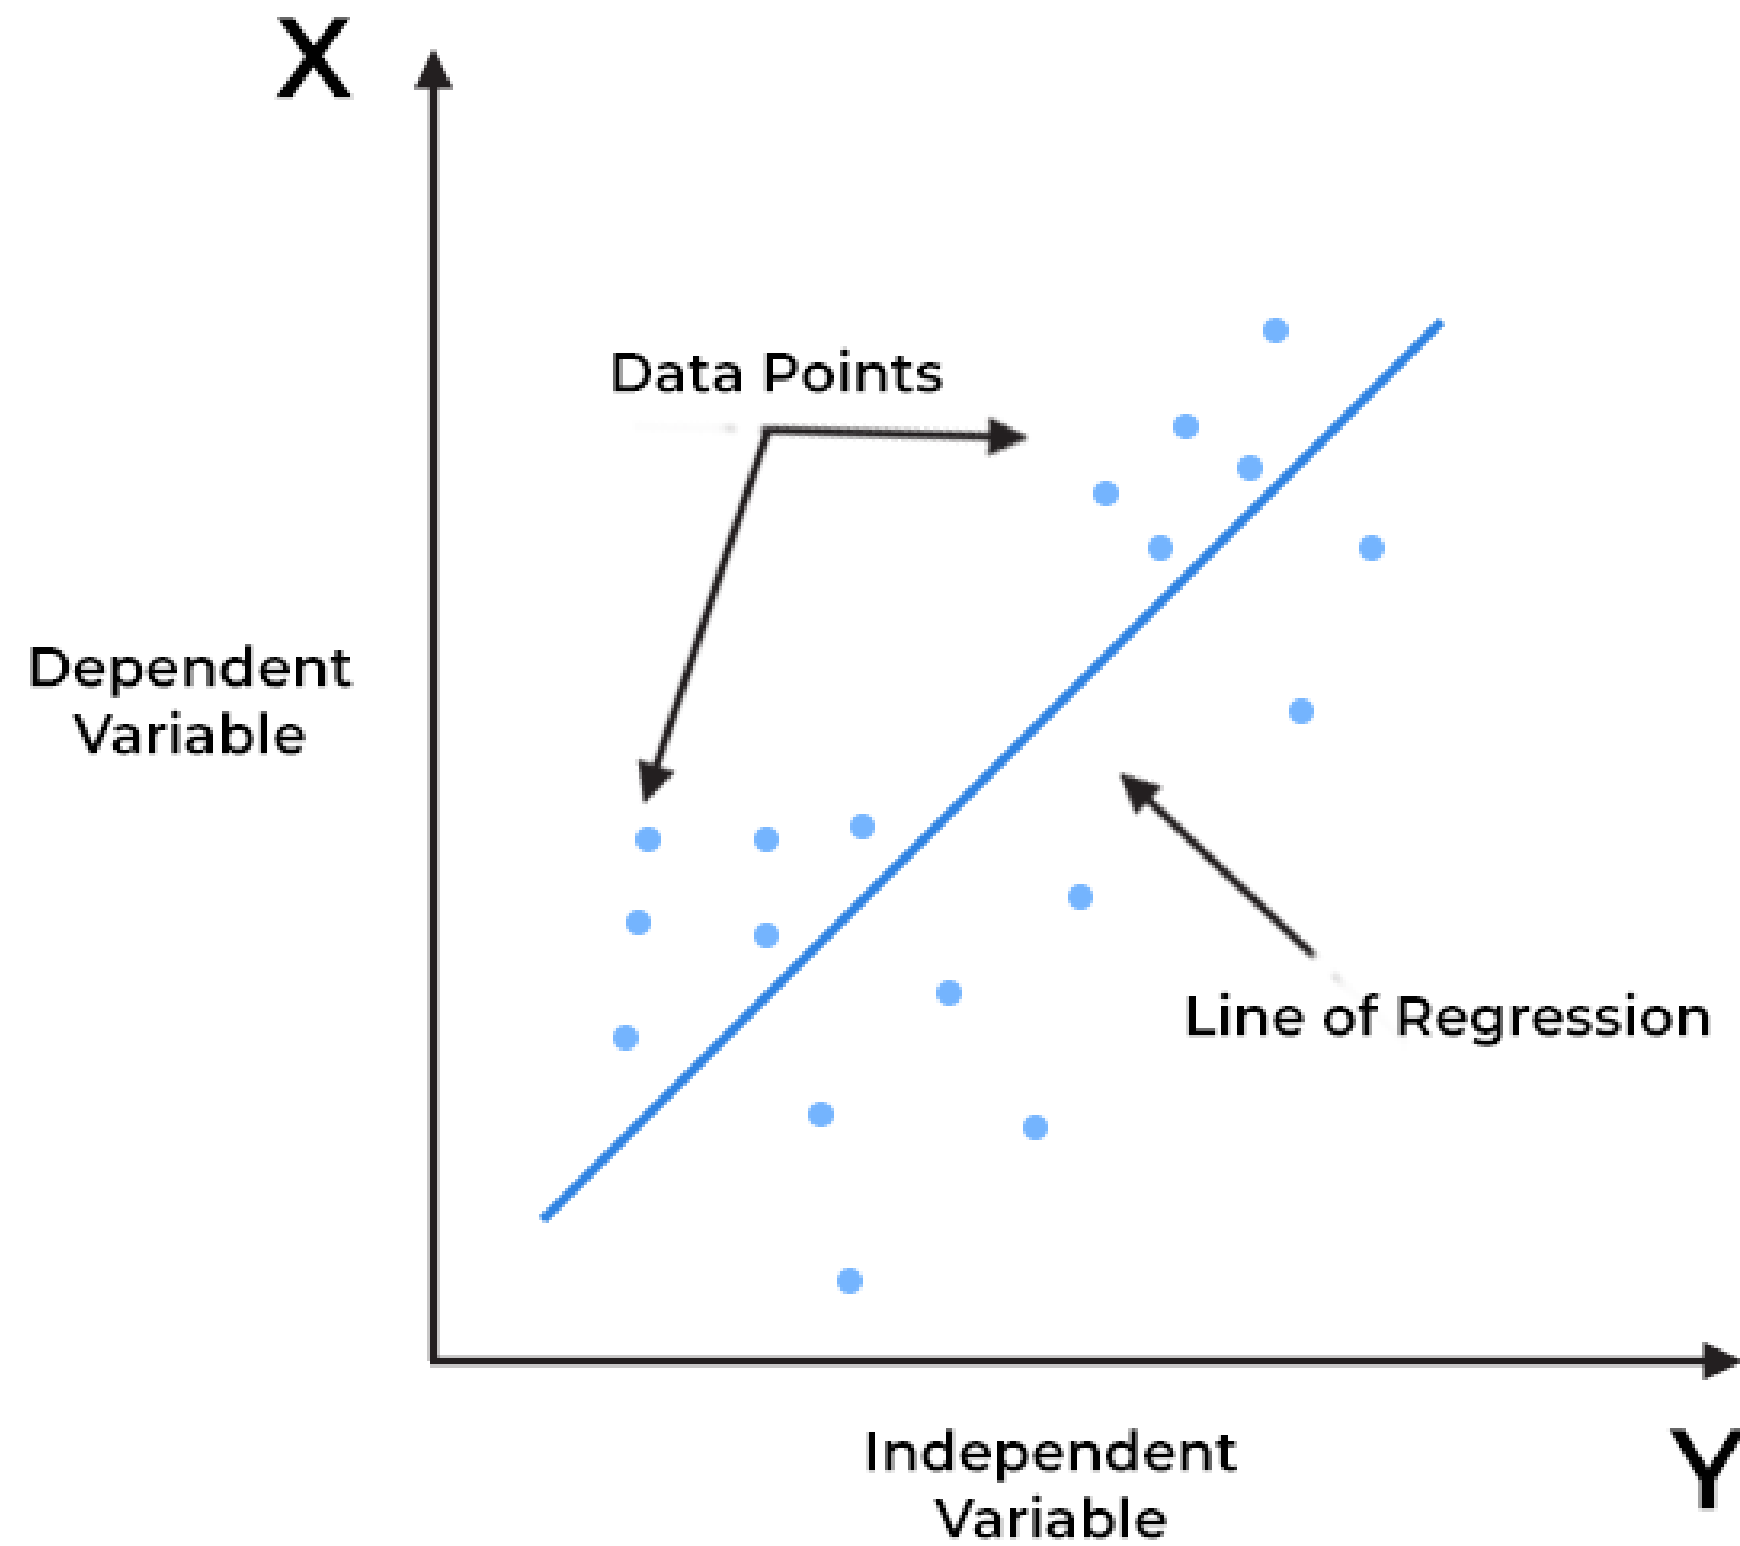 X
Data Points
Dependent
Variable
Line of Regression
Independent
Variable
Y